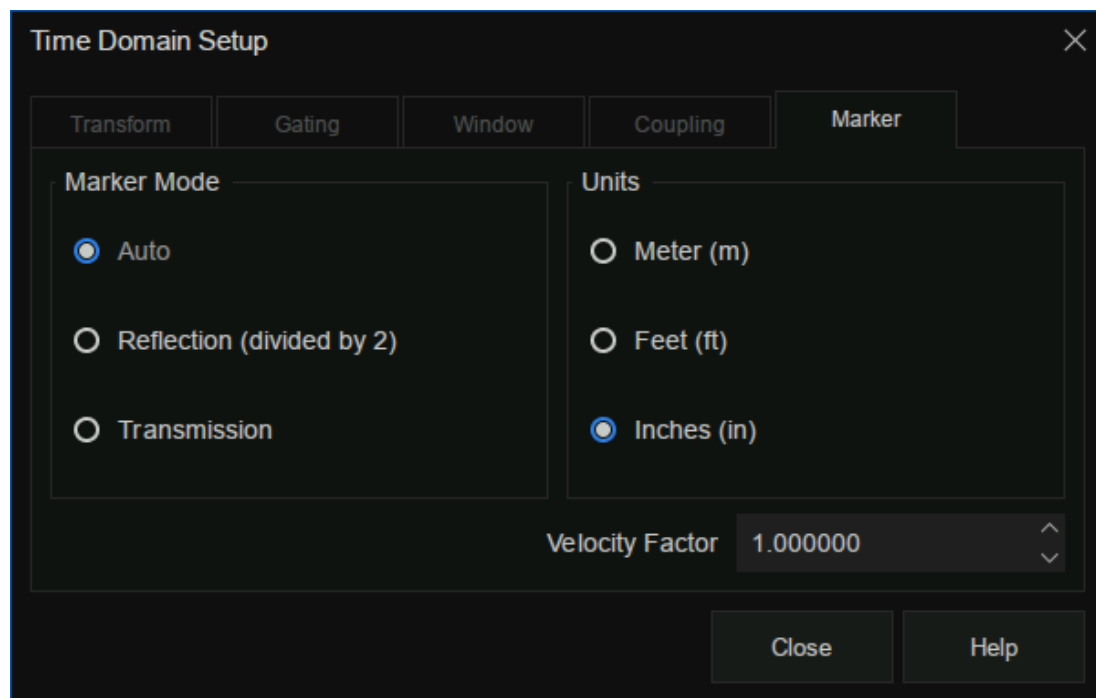 Time Domain Setup
Transform Gating Window Coupling Marker
Marker Mode
Auto
Reflection (divided by 2)
Transmission
Units
Meter (m)
Feet (ft)
Inches (in)
Velocity Factor 1.000000
Close Help